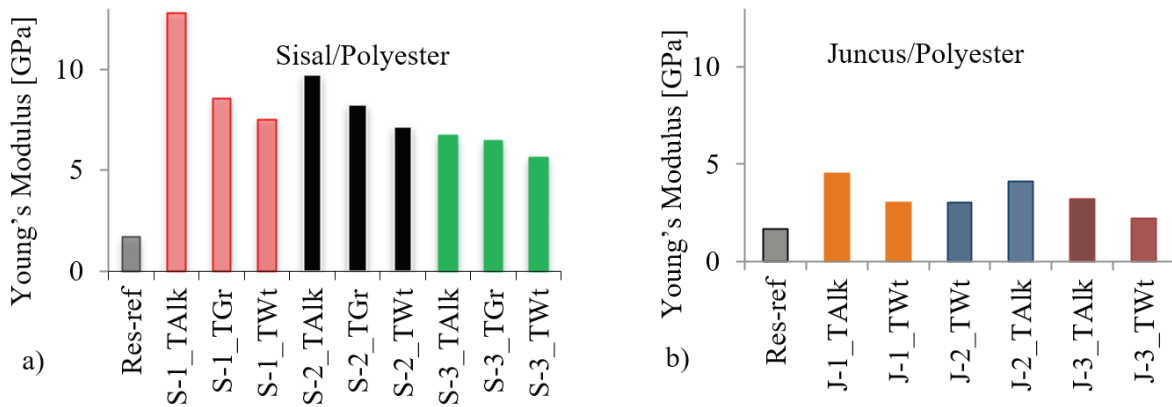 Young's Modulus [GPa]
10
5
0
Sisal/Polyester
Res-ref
S-1_TAlk
S-1_TGr
S-1_TWt
S-2_TAlk
S-2_TGr
S-2_TWt
S-3_TAlk
S-3_TGr
S-3_TWt
a)
Young's Modulus [GPa]
10
5
0
Juncus/Polyester
Res-ref
J-1_TAlk
J-1_TWt
J-2_TWt
J-2_TAlk
J-3_TAlk
J-3_TWt
b)